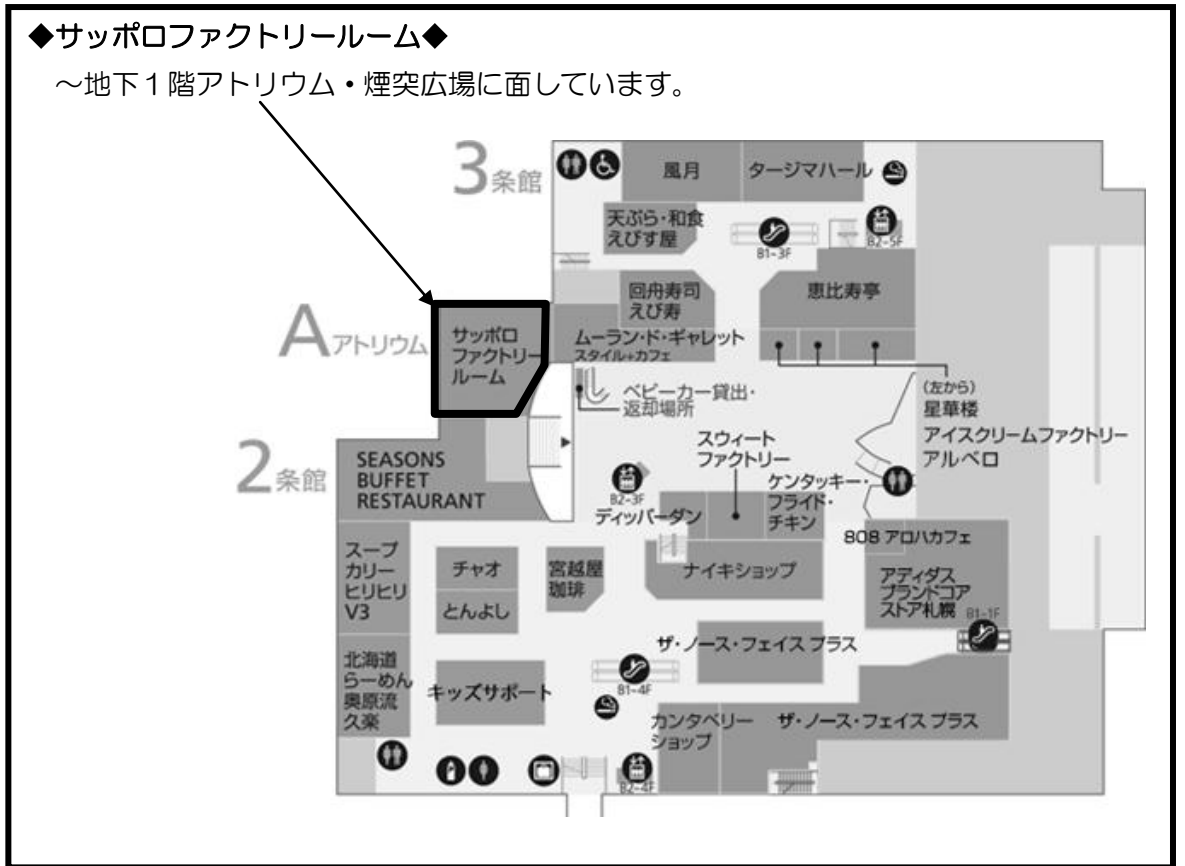 ◆サッポロファクトリールーム◆
～地下１階アトリウム・煙突広場に面しています。
3条館
風月
タージマハール
天ぷら・和食
えびす屋
B1-3F
B2-5F
回舟寿司
えび寿
恵比寿亭
Aアトリウム
サッポロ
ファクトリー
ルーム
ムーラン・ド・ギャレット
スタイル+カフェ
ベビーカー貸出・
返却場所
(左から)
星華楼
アイスクリームファクトリー
アルベロ
2条館
SEASONS
BUFFET
RESTAURANT
スウィート
ファクトリー
B2-3F
ディッパーダン
ケンタッキー・
フライド・
チキン
808 アロハカフェ
スープ
カリー
ヒリヒリ
V3
チャオ
とんよし
宮越屋
珈琲
ナイキショップ
アディダス
ブランドコア
ストア札幌
B1-1F
ザ・ノース・フェイス プラス
北海道
らーめん
奥原流
久楽
キッズサポート
B1-4F
カンタベリー
ショップ
ザ・ノース・フェイス プラス
B2-4F